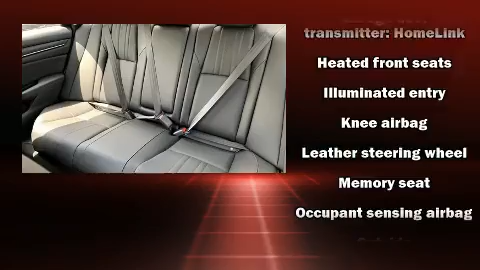 transmitter: HomeLink
Heated front seats
Illuminated entry
Knee airbag
Leather steering wheel
Memory seat
Occupant sensing airbag